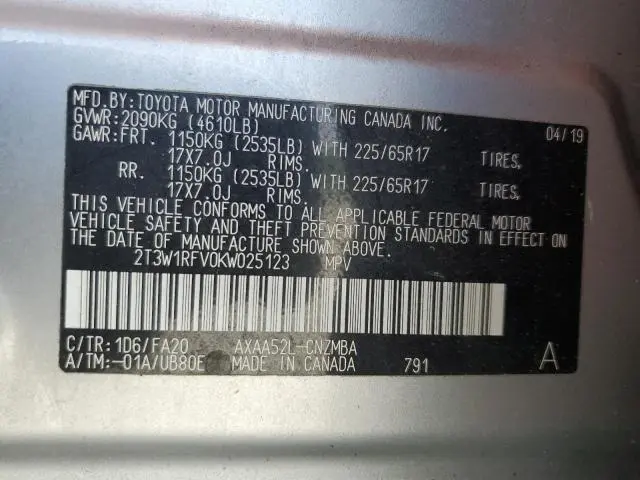 MFD.BY:TOYOTA MOTOR MANUFACTURING CANADA INC.
GVWR:2090KG (4610LB) 04/19
GAWR:FRT. 1150KG (2535LB) WITH 225/65R17 TIRES,
17X7.0J RIMS.
RR. 1150KG (2535LB) WITH 225/65R17 TIRES,
17X7.0J RIMS.
THIS VEHICLE CONFORMS TO ALL APPLICABLE FEDERAL MOTOR
VEHICLE SAFETY AND THEFT PREVENTION STANDARDS IN EFFECT ON
THE DATE OF MANUFACTURE SHOWN ABOVE.
2T3W1RFV0KW025123 MPV
C/TR:1D6/FA20 AXAA52L-CNZMBA
A/TM:-01A/UB80E MADE IN CANADA 791 A